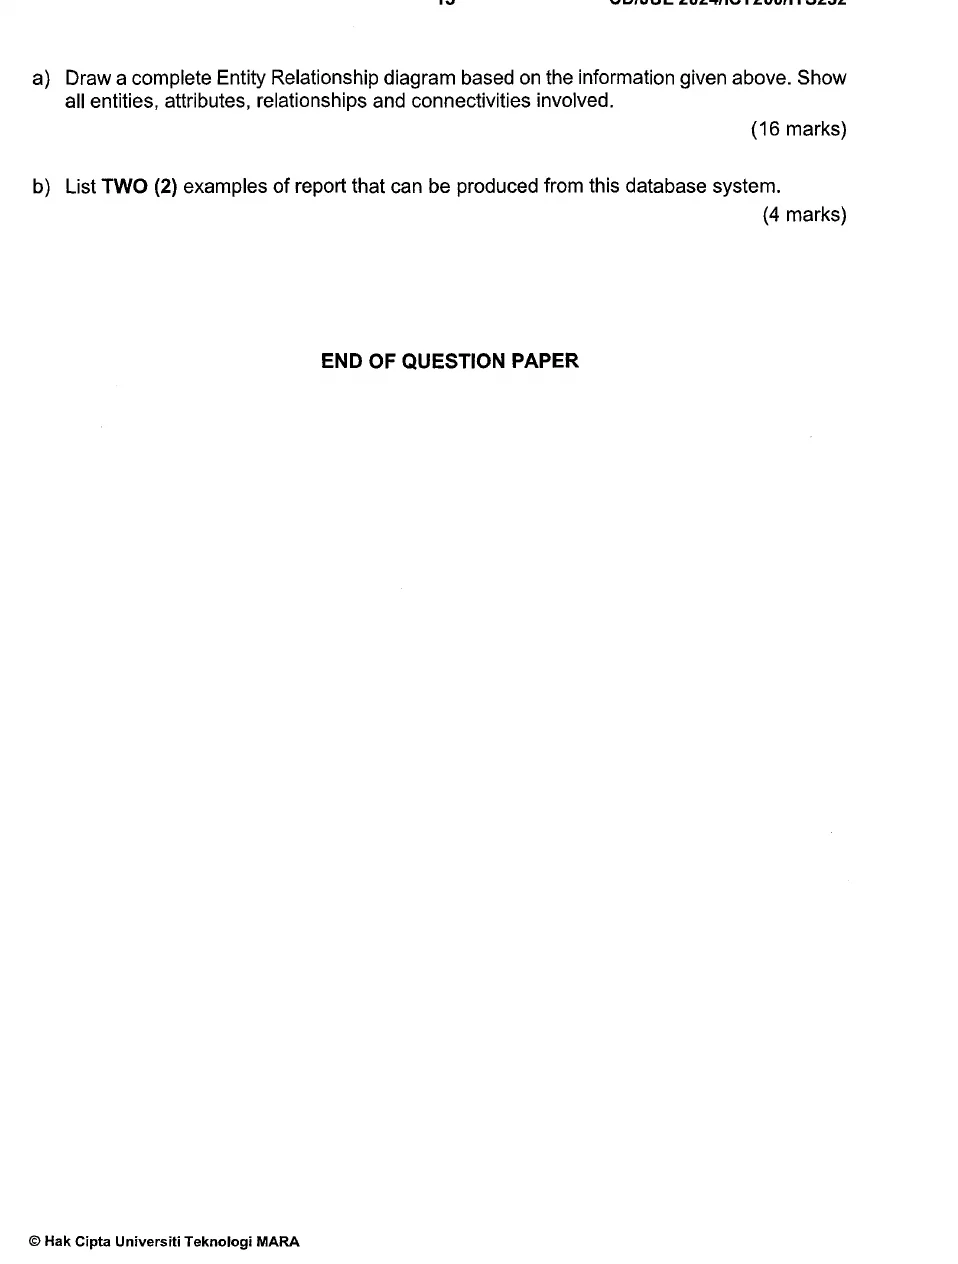 a) Draw a complete Entity Relationship diagram based on the information given above. Show
all entities, attributes, relationships and connectivities involved.
(16 marks)
b) List TWO (2) examples of report that can be produced from this database system.
(4 marks)
END OF QUESTION PAPER
© Hak Cipta Universiti Teknologi MARA